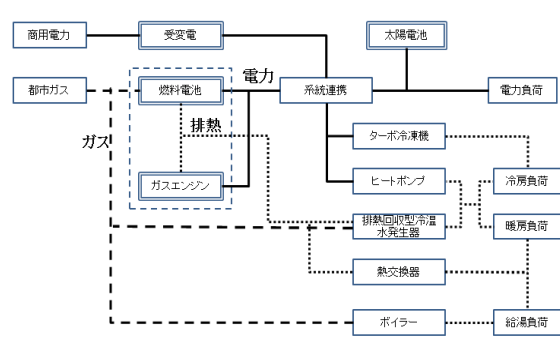 商用電力
受変電
太陽電池
都市ガス
燃料電池
電力
系統連携
電力負荷
排熱
ガス
ターボ冷凍機
ガスエンジン
ヒートポンプ
冷房負荷
排熱回収型冷温
水発生器
暖房負荷
熱交換器
ボイラー
給湯負荷